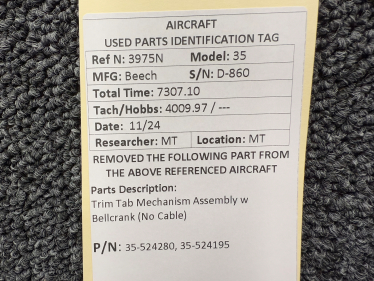 AIRCRAFT
USED PARTS IDENTIFICATION TAG
Ref N: 3975N Model: 35
MFG: Beech S/N: D-860
Total Time: 7307.10
Tach/Hobbs: 4009.97 / ---
Date: 11/24
Researcher: MT Location: MT
REMOVED THE FOLLOWING PART FROM
THE ABOVE REFERENCED AIRCRAFT
Parts Description:
Trim Tab Mechanism Assembly w
Bellcrank (No Cable)
P/N: 35-524280, 35-524195